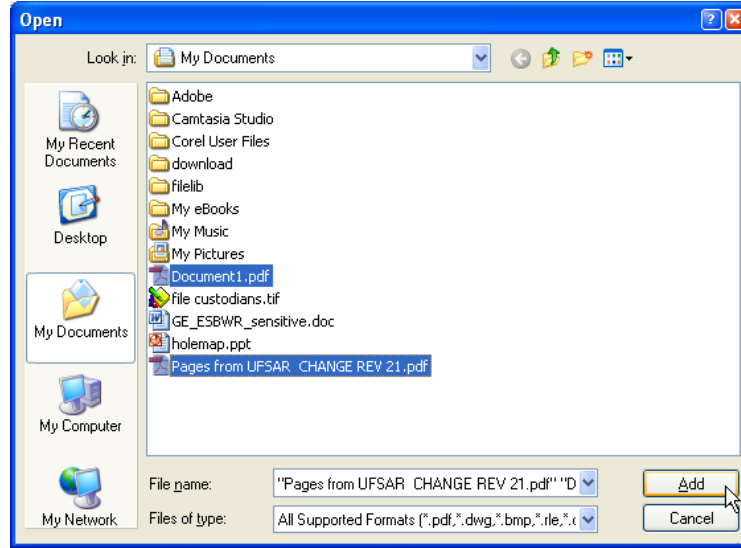 Open
Look in: My Documents
My Recent
Documents
Desktop
My Documents
My Computer
My Network
Adobe
Camtasia Studio
Corel User Files
download
filelib
My eBooks
My Music
My Pictures
Document1.pdf
file custodians.tif
GE_ESBWR_sensitive.doc
holemap.ppt
Pages from UFSAR CHANGE REV 21.pdf
File name: "Pages from UFSAR CHANGE REV 21.pdf" "D
Add
Files of type: All Supported Formats (*.pdf,*.dwg,*.bmp,*.rle,*.
Cancel